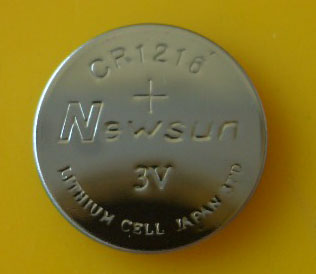 CR1216
+
Newsun
3V
LITHIUM CELL JAPAN